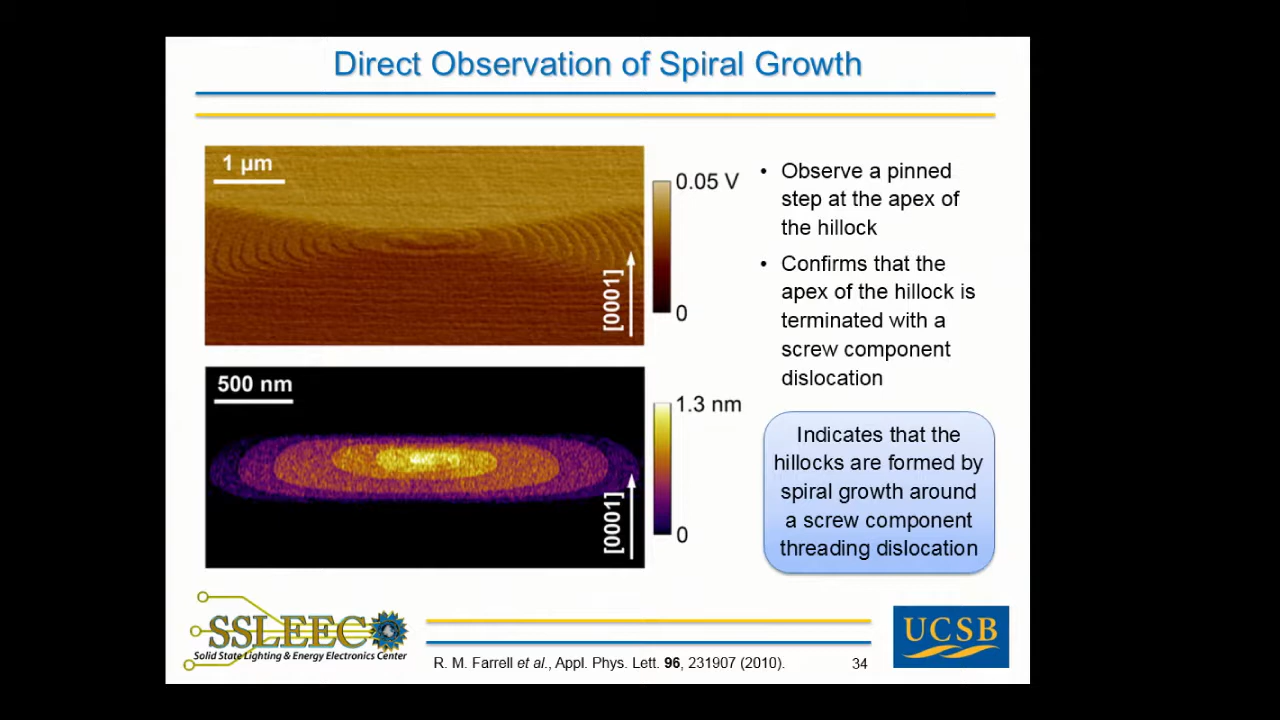 Direct Observation of Spiral Growth
1 µm
0.05 V
0
[0001]
500 nm
1.3 nm
0
[0001]
• Observe a pinned
step at the apex of
the hillock
• Confirms that the
apex of the hillock is
terminated with a
screw component
dislocation
Indicates that the
hillocks are formed by
spiral growth around
a screw component
threading dislocation
SSLEEC
Solid State Lighting & Energy Electronics Center
R. M. Farrell et al., Appl. Phys. Lett. 96, 231907 (2010).
34
UCSB